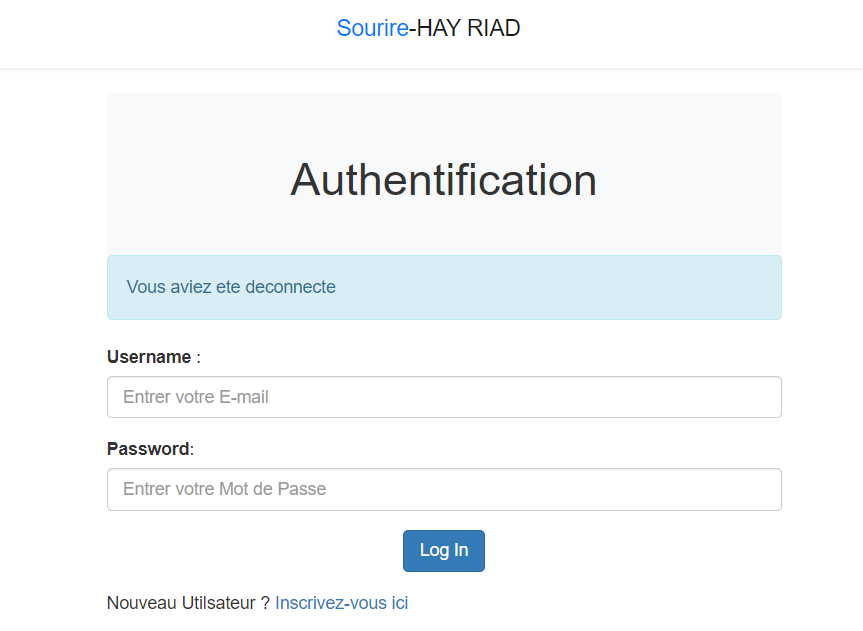 Sourire-HAY RIAD
Authentification
Vous aviez ete deconnecte
Username :
Entrer votre E-mail
Password:
Entrer votre Mot de Passe
Log In
Nouveau Utilsateur ? Inscrivez-vous ici